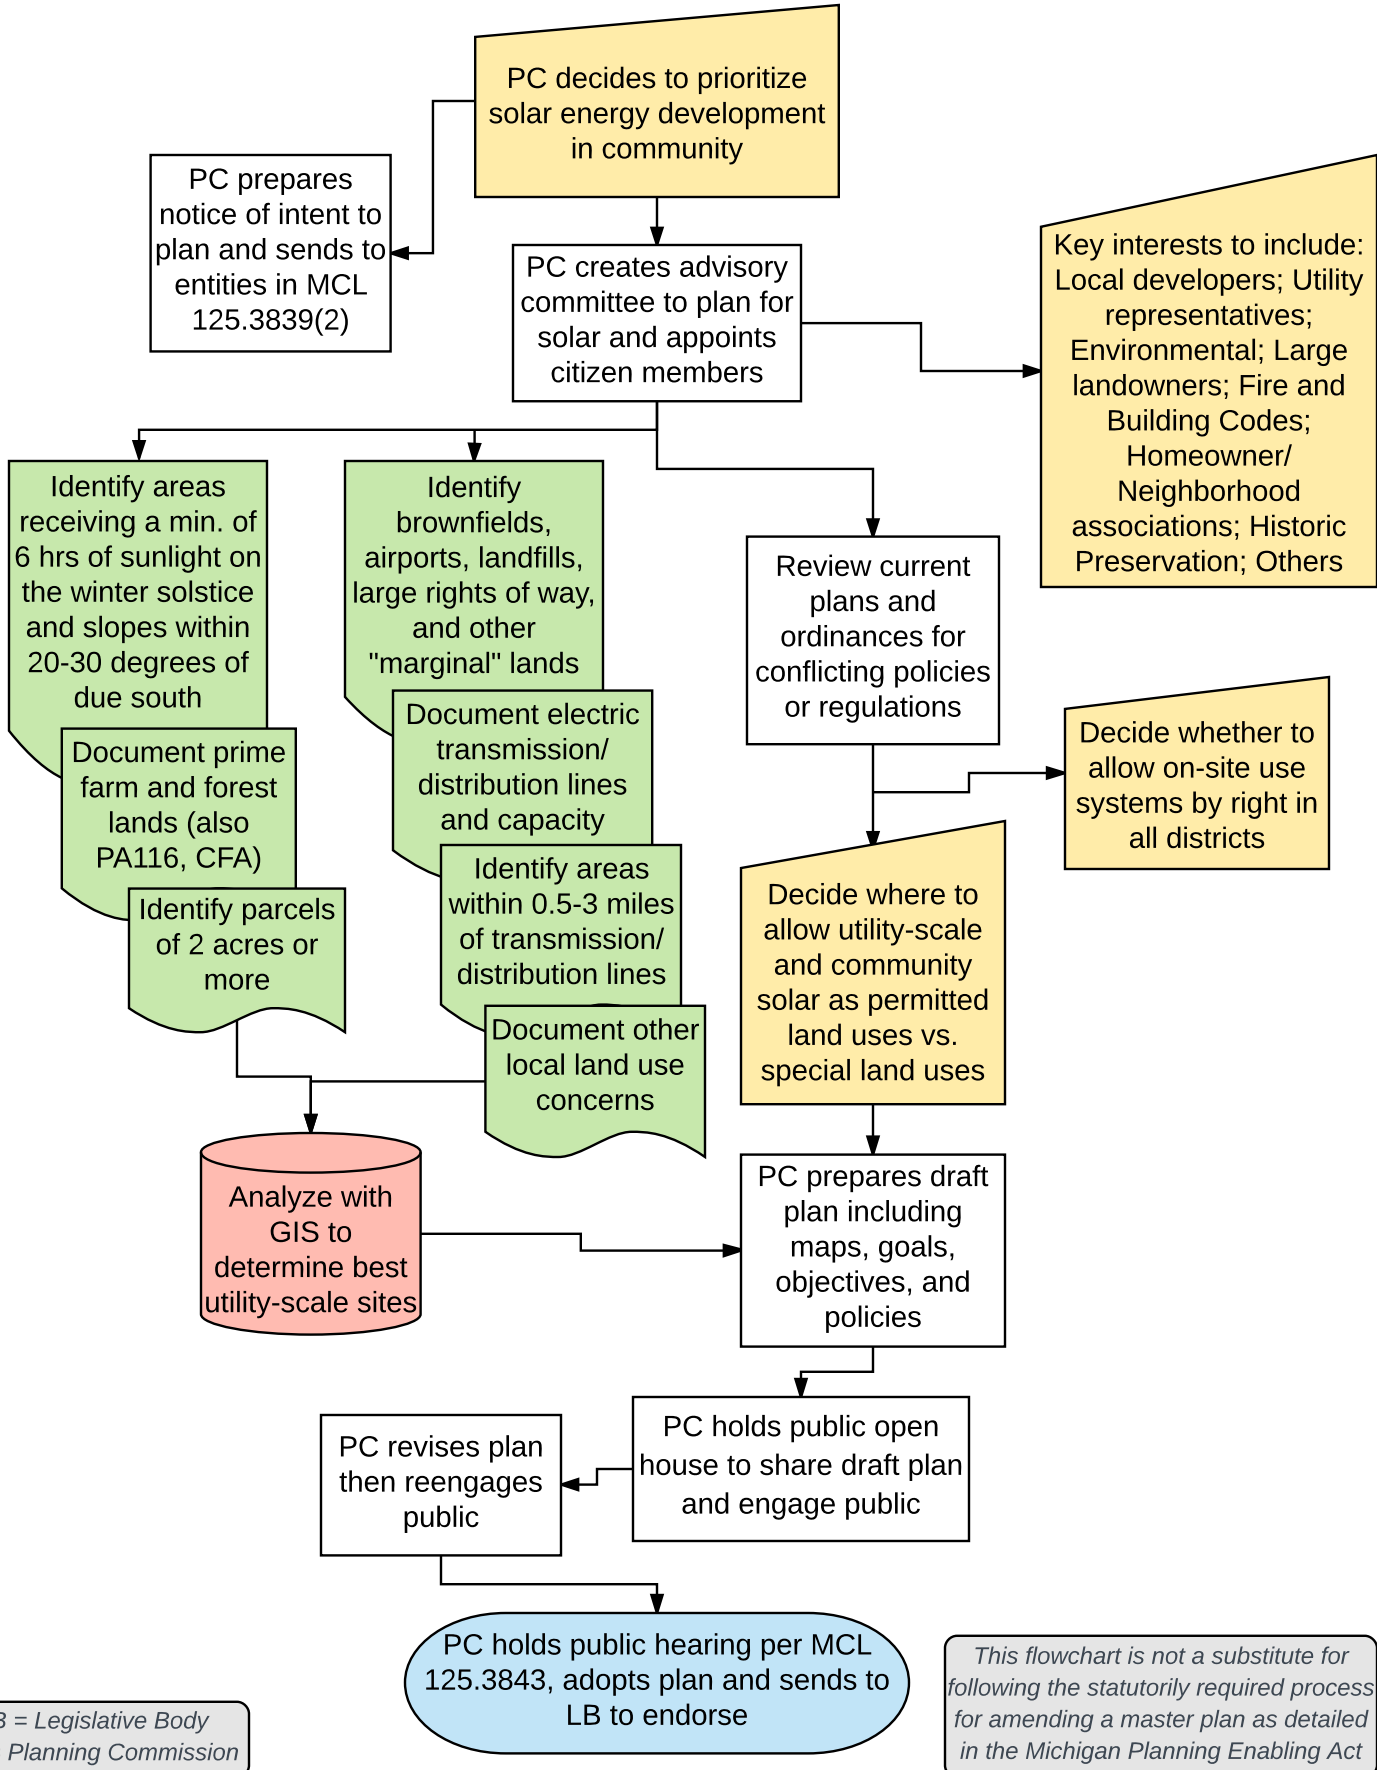 PC decides to prioritize
solar energy development
in community
PC prepares
notice of intent to
plan and sends to
entities in MCL
125.3839(2)
PC creates advisory
committee to plan for
solar and appoints
citizen members
Key interests to include:
Local developers; Utility
representatives;
Environmental; Large
landowners; Fire and
Building Codes;
Homeowner/
Neighborhood
associations; Historic
Preservation; Others
Identify areas
receiving a min. of
6 hrs of sunlight on
the winter solstice
and slopes within
20-30 degrees of
due south
Document prime
farm and forest
lands (also
PA116, CFA)
Identify parcels
of 2 acres or
more
Identify
brownfields,
airports, landfills,
large rights of way,
and other
"marginal" lands
Document electric
transmission/
distribution lines
and capacity
Identify areas
within 0.5-3 miles
of transmission/
distribution lines
Document other
local land use
concerns
Review current
plans and
ordinances for
conflicting policies
or regulations
Decide whether to
allow on-site use
systems by right in
all districts
Decide where to
allow utility-scale
and community
solar as permitted
land uses vs.
special land uses
Analyze with
GIS to
determine best
utility-scale sites
PC prepares draft
plan including
maps, goals,
objectives, and
policies
PC holds public open
house to share draft plan
and engage public
PC revises plan
then reengages
public
PC holds public hearing per MCL
125.3843, adopts plan and sends to
LB to endorse
= Legislative Body
Planning Commission
This flowchart is not a substitute for
following the statutorily required process
for amending a master plan as detailed
in the Michigan Planning Enabling Act